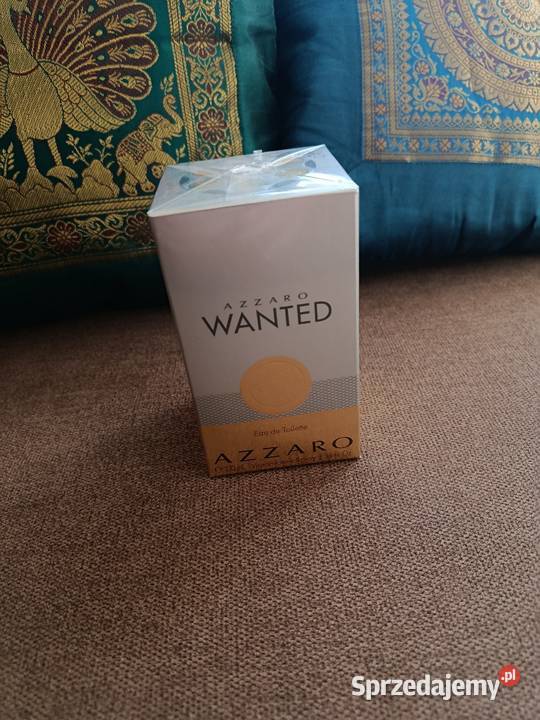 AZZARO
WANTED
Eau de Toilette
AZZARO
Sprzedajemy.pl